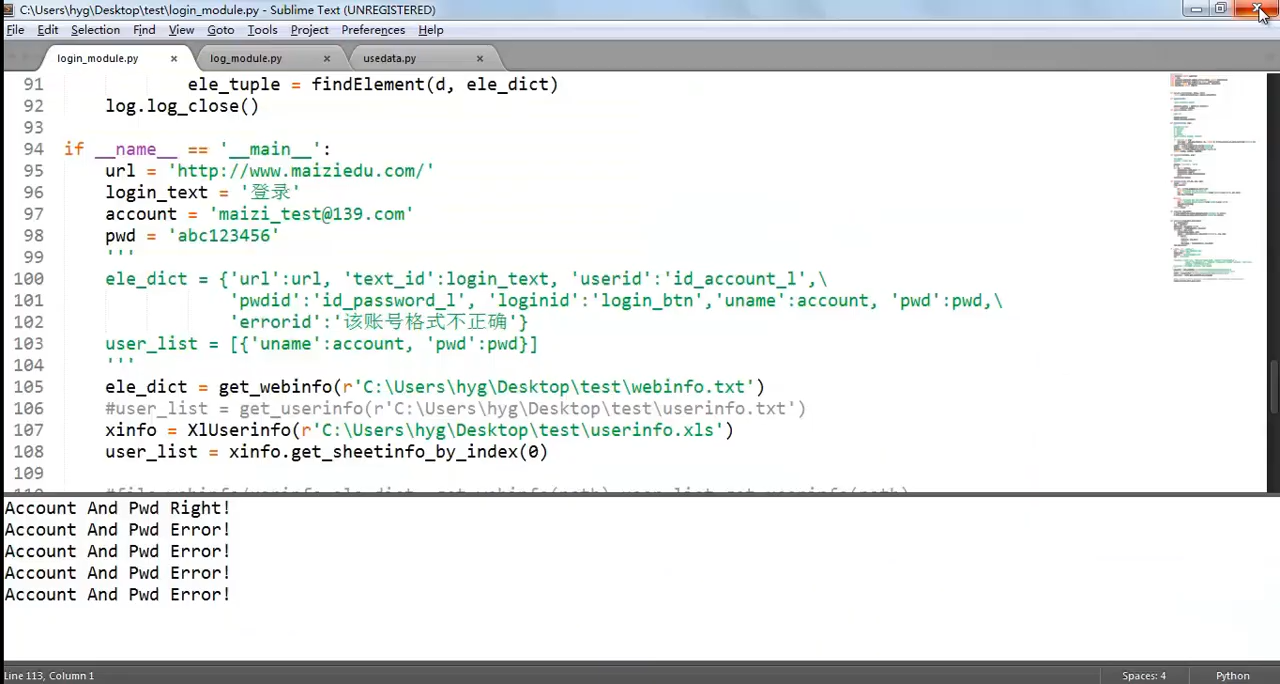 C:\Users\hyg\Desktop\test\login_module.py - Sublime Text (UNREGISTERED)
File Edit Selection Find View Goto Tools Project Preferences Help
login_module.py × log_module.py × usedata.py ×
91 ele_tuple = findElement(d, ele_dict)
92 log.log_close()
93
94 if __name__ == '__main__':
95 url = 'http://www.maiziedu.com/'
96 login_text = '登录'
97 account = 'maizi_test@139.com'
98 pwd = 'abc123456'
99 '''
100 ele_dict = {'url':url, 'text_id':login_text, 'userid':'id_account_l',\
101 'pwdid':'id_password_l', 'loginid':'login_btn','uname':account, 'pwd':pwd,\
102 'errorid':'该账号格式不正确'}
103 user_list = [{'uname':account, 'pwd':pwd}]
104 '''
105 ele_dict = get_webinfo(r'C:\Users\hyg\Desktop\test\webinfo.txt')
106 #user_list = get_userinfo(r'C:\Users\hyg\Desktop\test\userinfo.txt')
107 xinfo = XlUserinfo(r'C:\Users\hyg\Desktop\test\userinfo.xls')
108 user_list = xinfo.get_sheetinfo_by_index(0)
109
Account And Pwd Right!
Account And Pwd Error!
Account And Pwd Error!
Account And Pwd Error!
Account And Pwd Error!
Line 113, Column 1 Spaces: 4 Python